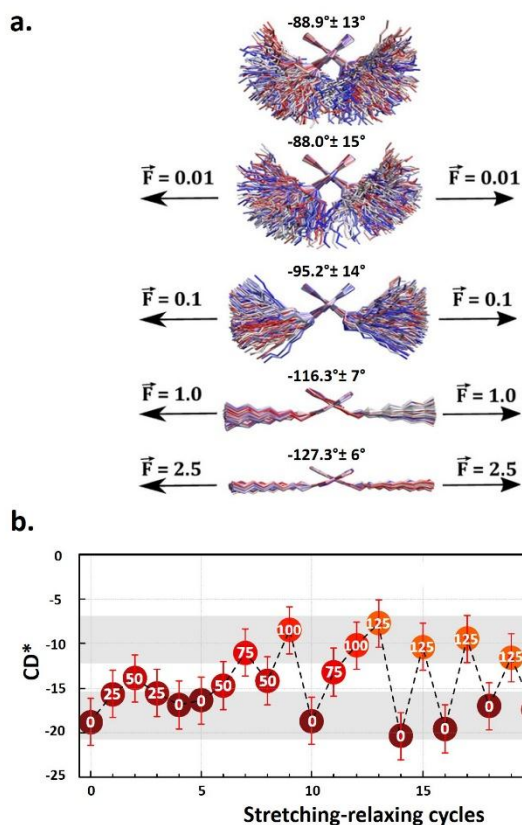 a.
-88.9°± 13°
-88.0°± 15°
F⃗ = 0.01 F⃗ = 0.01
-95.2°± 14°
F⃗ = 0.1 F⃗ = 0.1
-116.3°± 7°
F⃗ = 1.0 F⃗ = 1.0
-127.3°± 6°
F⃗ = 2.5 F⃗ = 2.5
b.
0
-5
-10
-15
-20
-25
CD*
0 25 50 25 0 0 50 75 50 100 0 75 100 125 0 125 0 125 0 125
0 5 10 15
Stretching-relaxing cycles